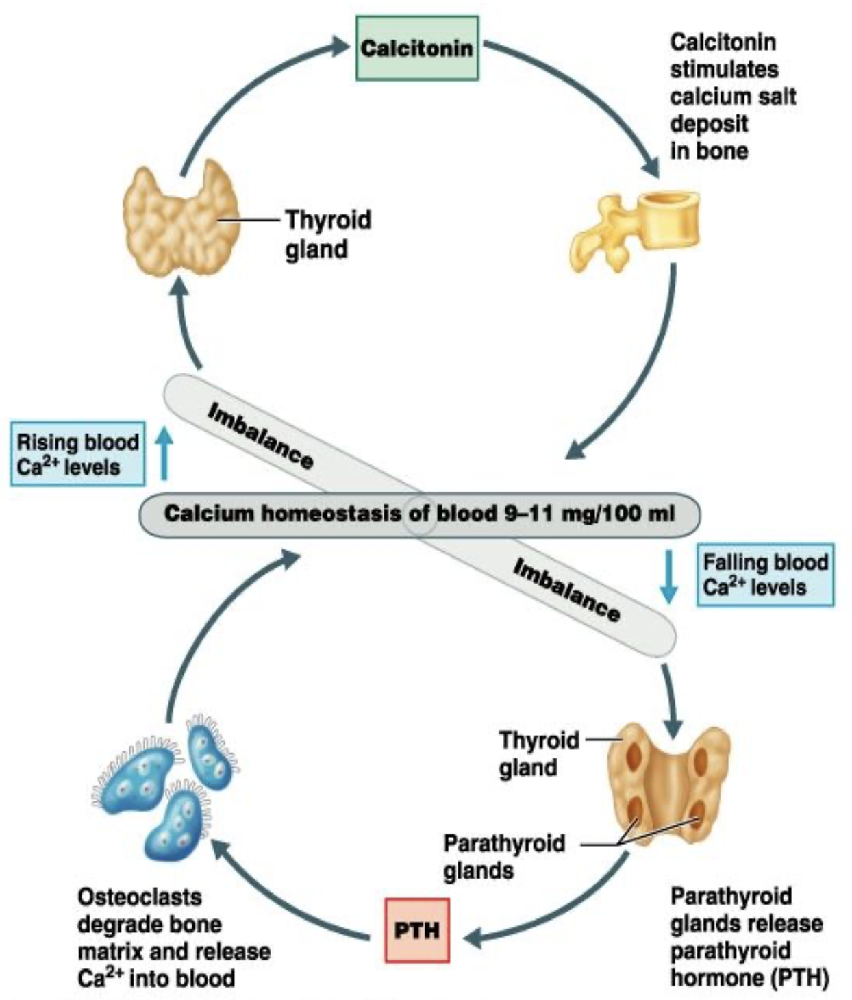 Calcitonin
Calcitonin
stimulates
calcium salt
deposit
in bone
Thyroid
gland
Imbalance
Rising blood
Ca²⁺ levels
Calcium homeostasis of blood 9–11 mg/100 ml
Falling blood
Ca²⁺ levels
Imbalance
Thyroid
gland
Parathyroid
glands
Parathyroid
glands release
parathyroid
hormone (PTH)
PTH
Osteoclasts
degrade bone
matrix and release
Ca²⁺ into blood